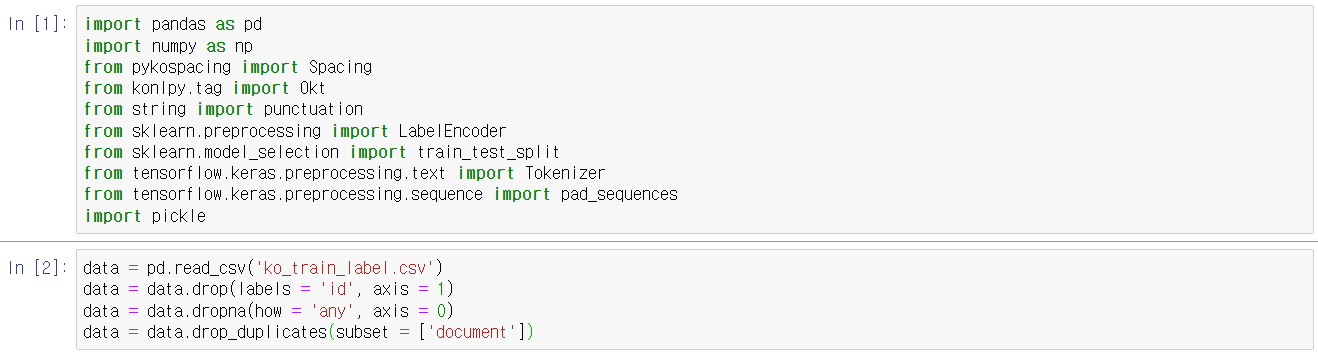 In [1]:
import pandas as pd
import numpy as np
from pykospacing import Spacing
from konlpy.tag import Okt
from string import punctuation
from sklearn.preprocessing import LabelEncoder
from sklearn.model_selection import train_test_split
from tensorflow.keras.preprocessing.text import Tokenizer
from tensorflow.keras.preprocessing.sequence import pad_sequences
import pickle
In [2]:
data = pd.read_csv('ko_train_label.csv')
data = data.drop(labels = 'id', axis = 1)
data = data.dropna(how = 'any', axis = 0)
data = data.drop_duplicates(subset = ['document'])